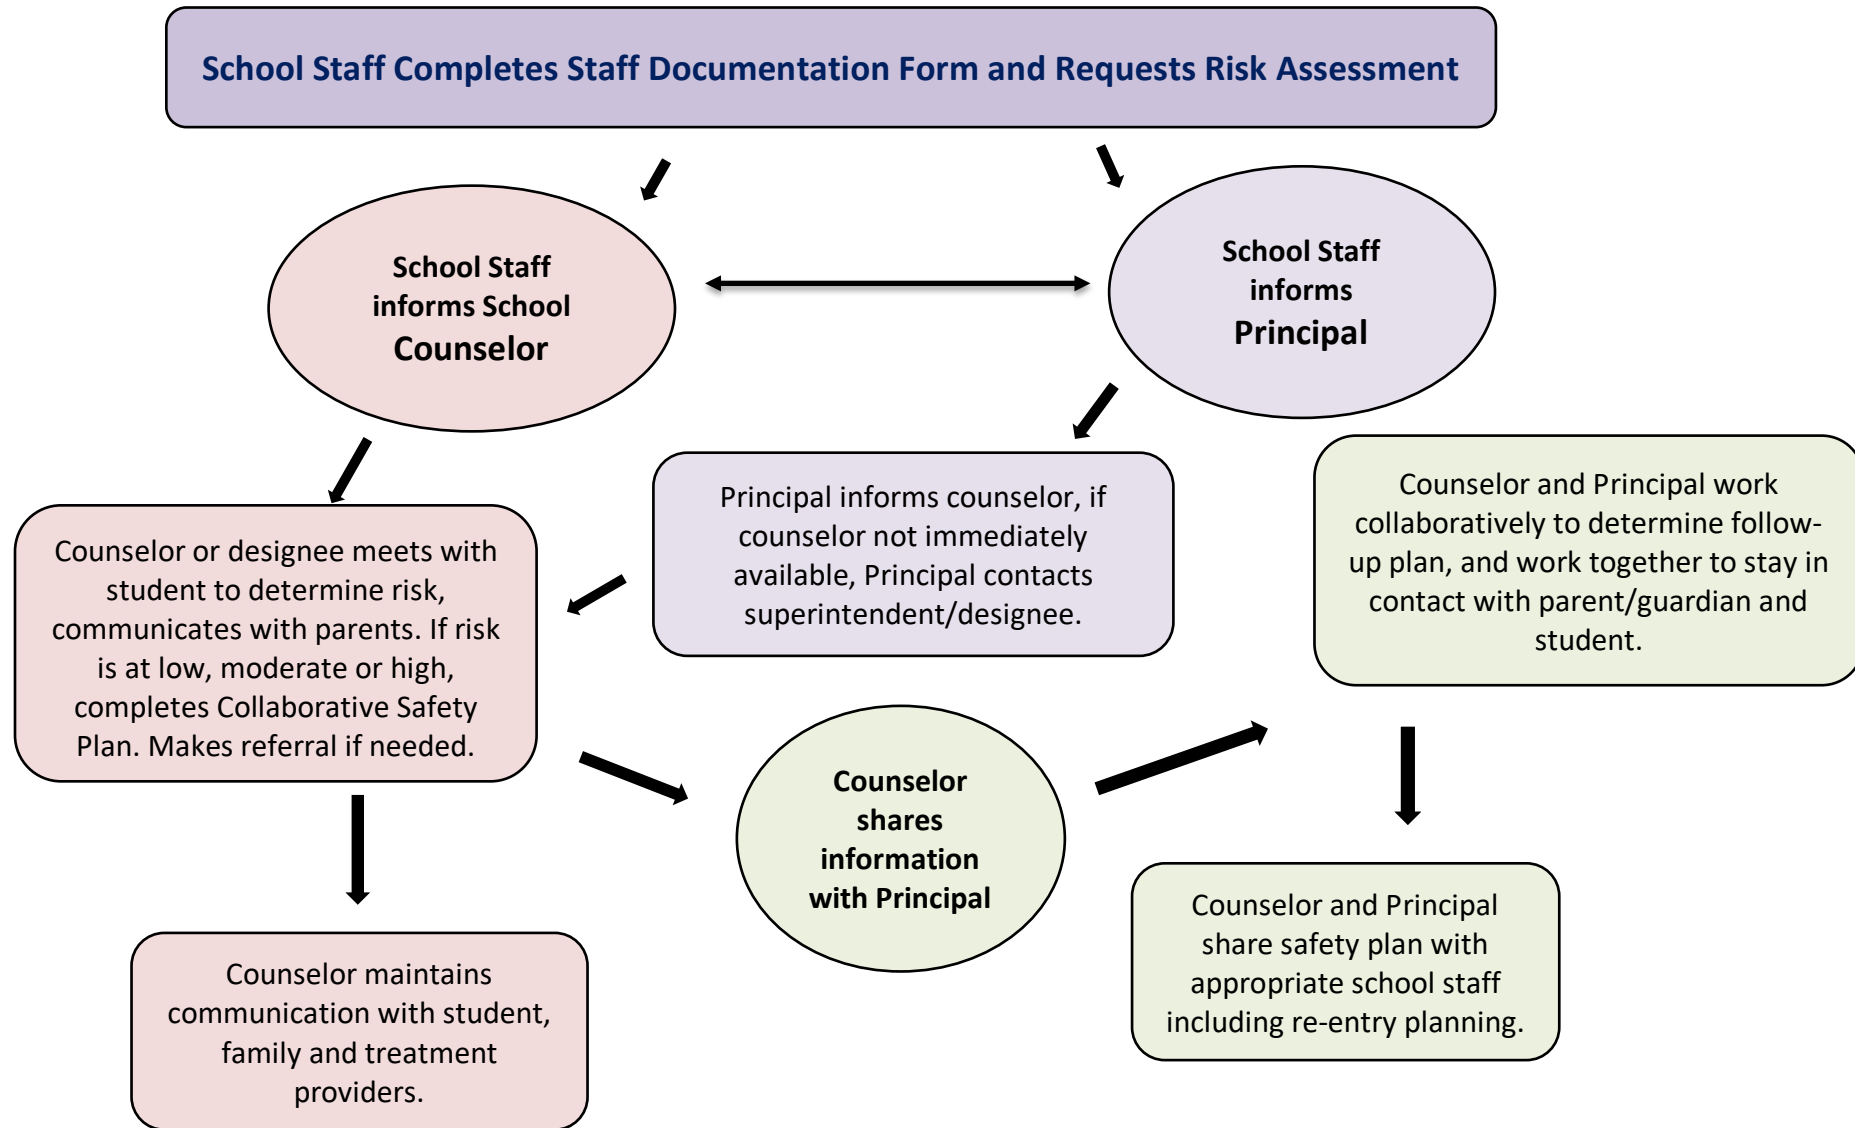 School Staff Completes Staff Documentation Form and Requests Risk Assessment
School Staff
informs School
Counselor
School Staff
informs
Principal
Principal informs counselor, if
counselor not immediately
available, Principal contacts
superintendent/designee.
Counselor and Principal work
collaboratively to determine follow-
up plan, and work together to stay in
contact with parent/guardian and
student.
Counselor or designee meets with
student to determine risk,
communicates with parents. If risk
is at low, moderate or high,
completes Collaborative Safety
Plan. Makes referral if needed.
Counselor
shares
information
with Principal
Counselor and Principal
share safety plan with
appropriate school staff
including re-entry planning.
Counselor maintains
communication with student,
family and treatment
providers.